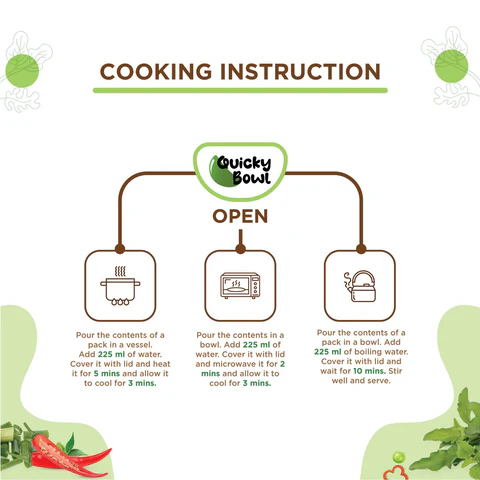 COOKING INSTRUCTION
Quicky
Bowl
OPEN
Pour the contents of a
pack in a vessel.
Add 225 ml of water.
Cover it with lid and heat
it for 5 mins and allow it
to cool for 3 mins.
Pour the contents in a
bowl. Add 225 ml of
water. Cover it with lid
and microwave it for 2
mins and allow it to
cool for 3 mins.
Pour the contents of a
pack in a bowl. Add
225 ml of boiling water.
Cover it with lid and
wait for 10 mins. Stir
well and serve.